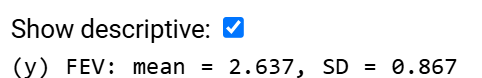 Show descriptive:
(y) FEV: mean = 2.637, SD = 0.867